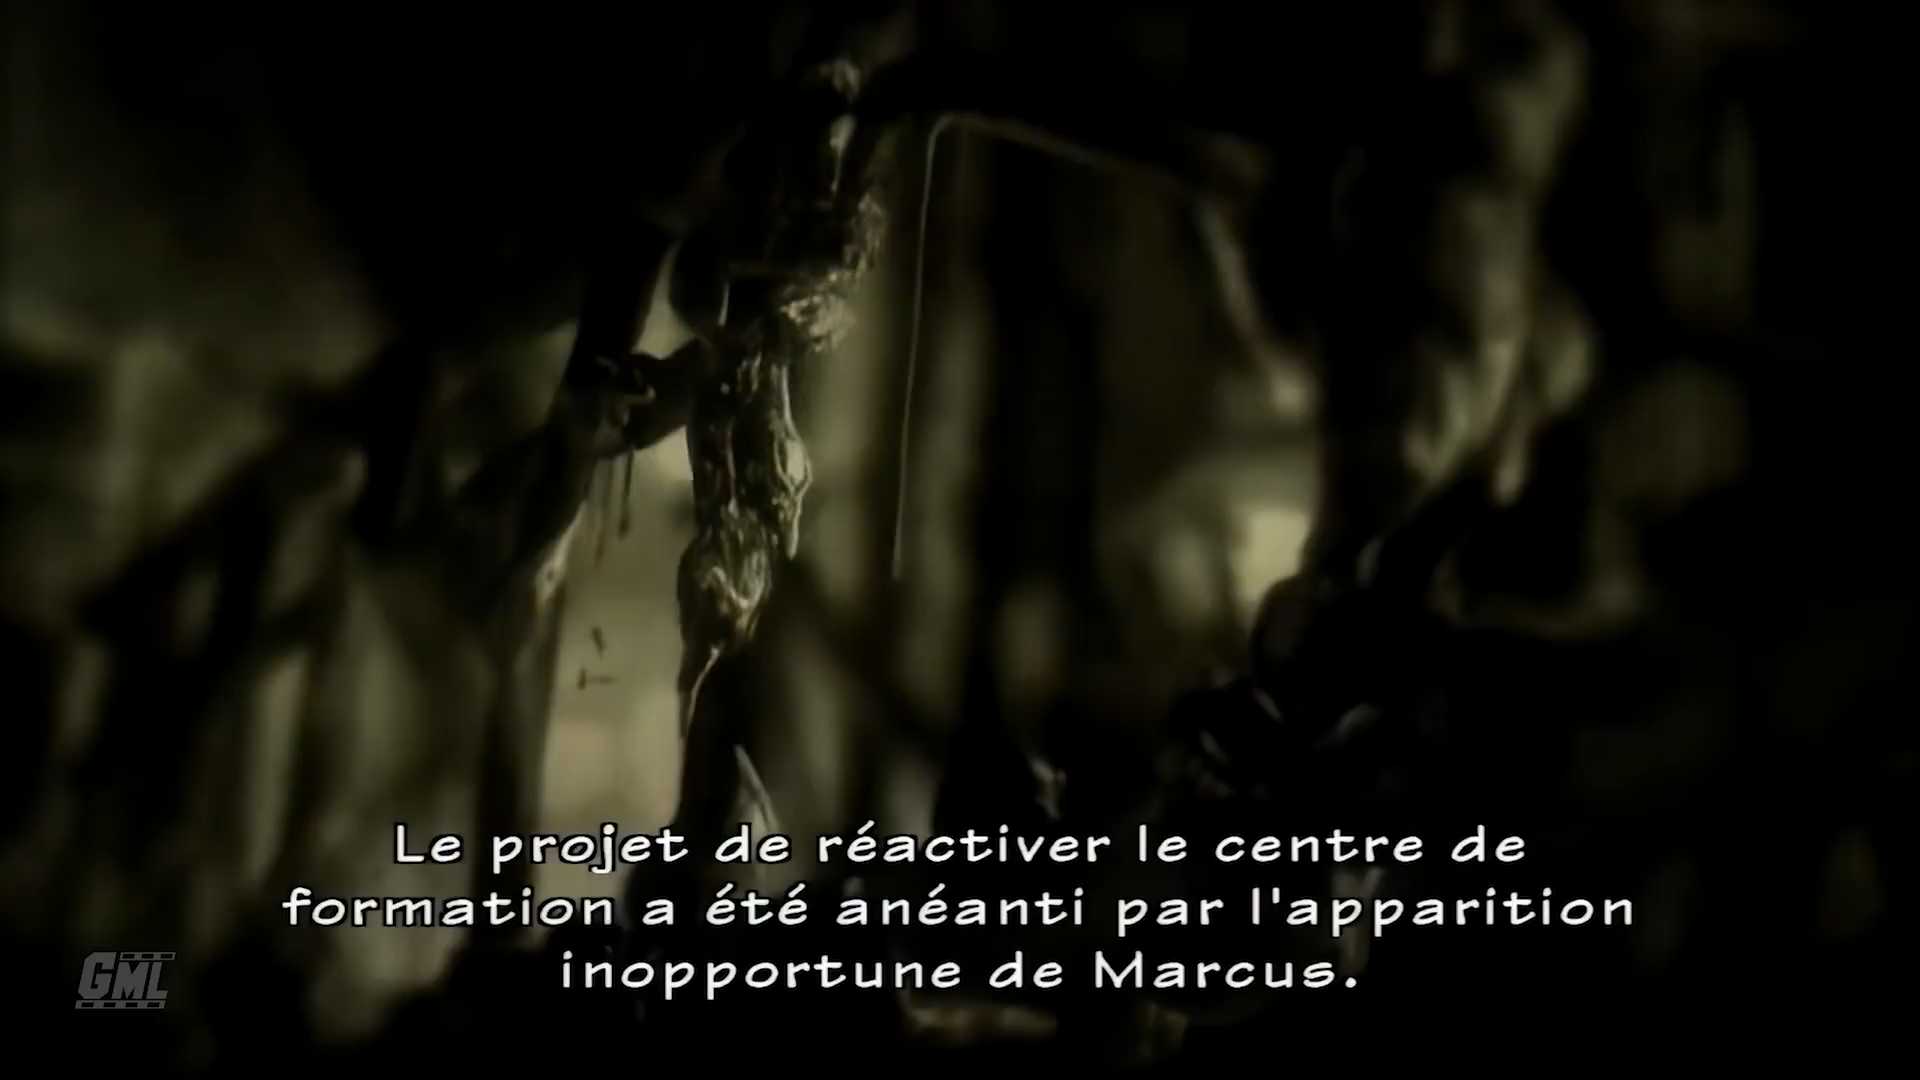 Le projet de réactiver le centre de
formation a été anéanti par l'apparition
inopportune de Marcus.
GML